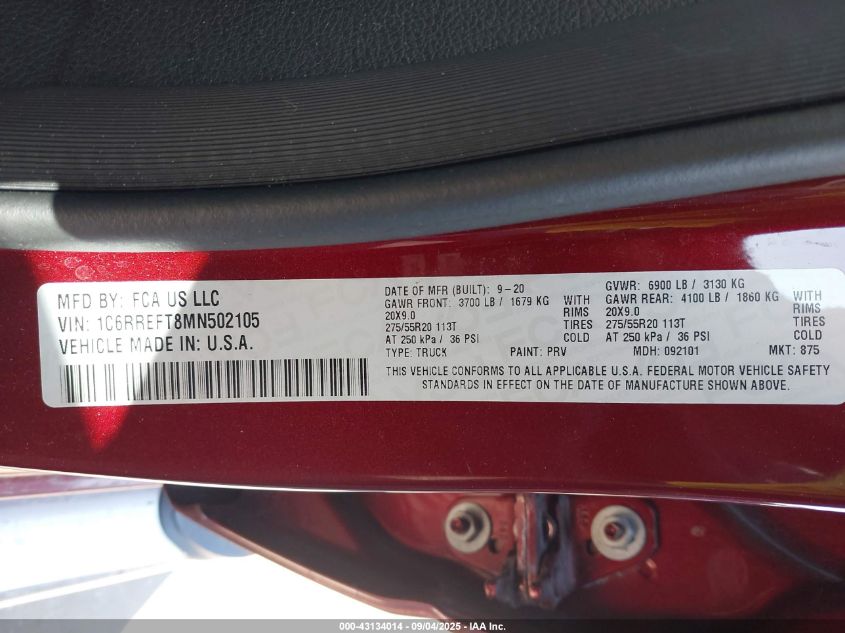 MFD BY: FCA US LLC
VIN: 1C6RREFT8MN502105
VEHICLE MADE IN: U.S.A.
DATE OF MFR (BUILT): 9-20
GAWR FRONT: 3700 LB / 1679 KG WITH
20X9.0 RIMS
275/55R20 113T TIRES
AT 250 kPa / 36 PSI COLD
TYPE: TRUCK PAINT: PRV
GVWR: 6900 LB / 3130 KG
GAWR REAR: 4100 LB / 1860 KG WITH
20X9.0 RIMS
275/55R20 113T TIRES
AT 250 kPa / 36 PSI COLD
MDH: 092101 MKT: 875
THIS VEHICLE CONFORMS TO ALL APPLICABLE U.S.A. FEDERAL MOTOR VEHICLE SAFETY
STANDARDS IN EFFECT ON THE DATE OF MANUFACTURE SHOWN ABOVE.
000-43134014 - 09/04/2025 - IAA Inc.